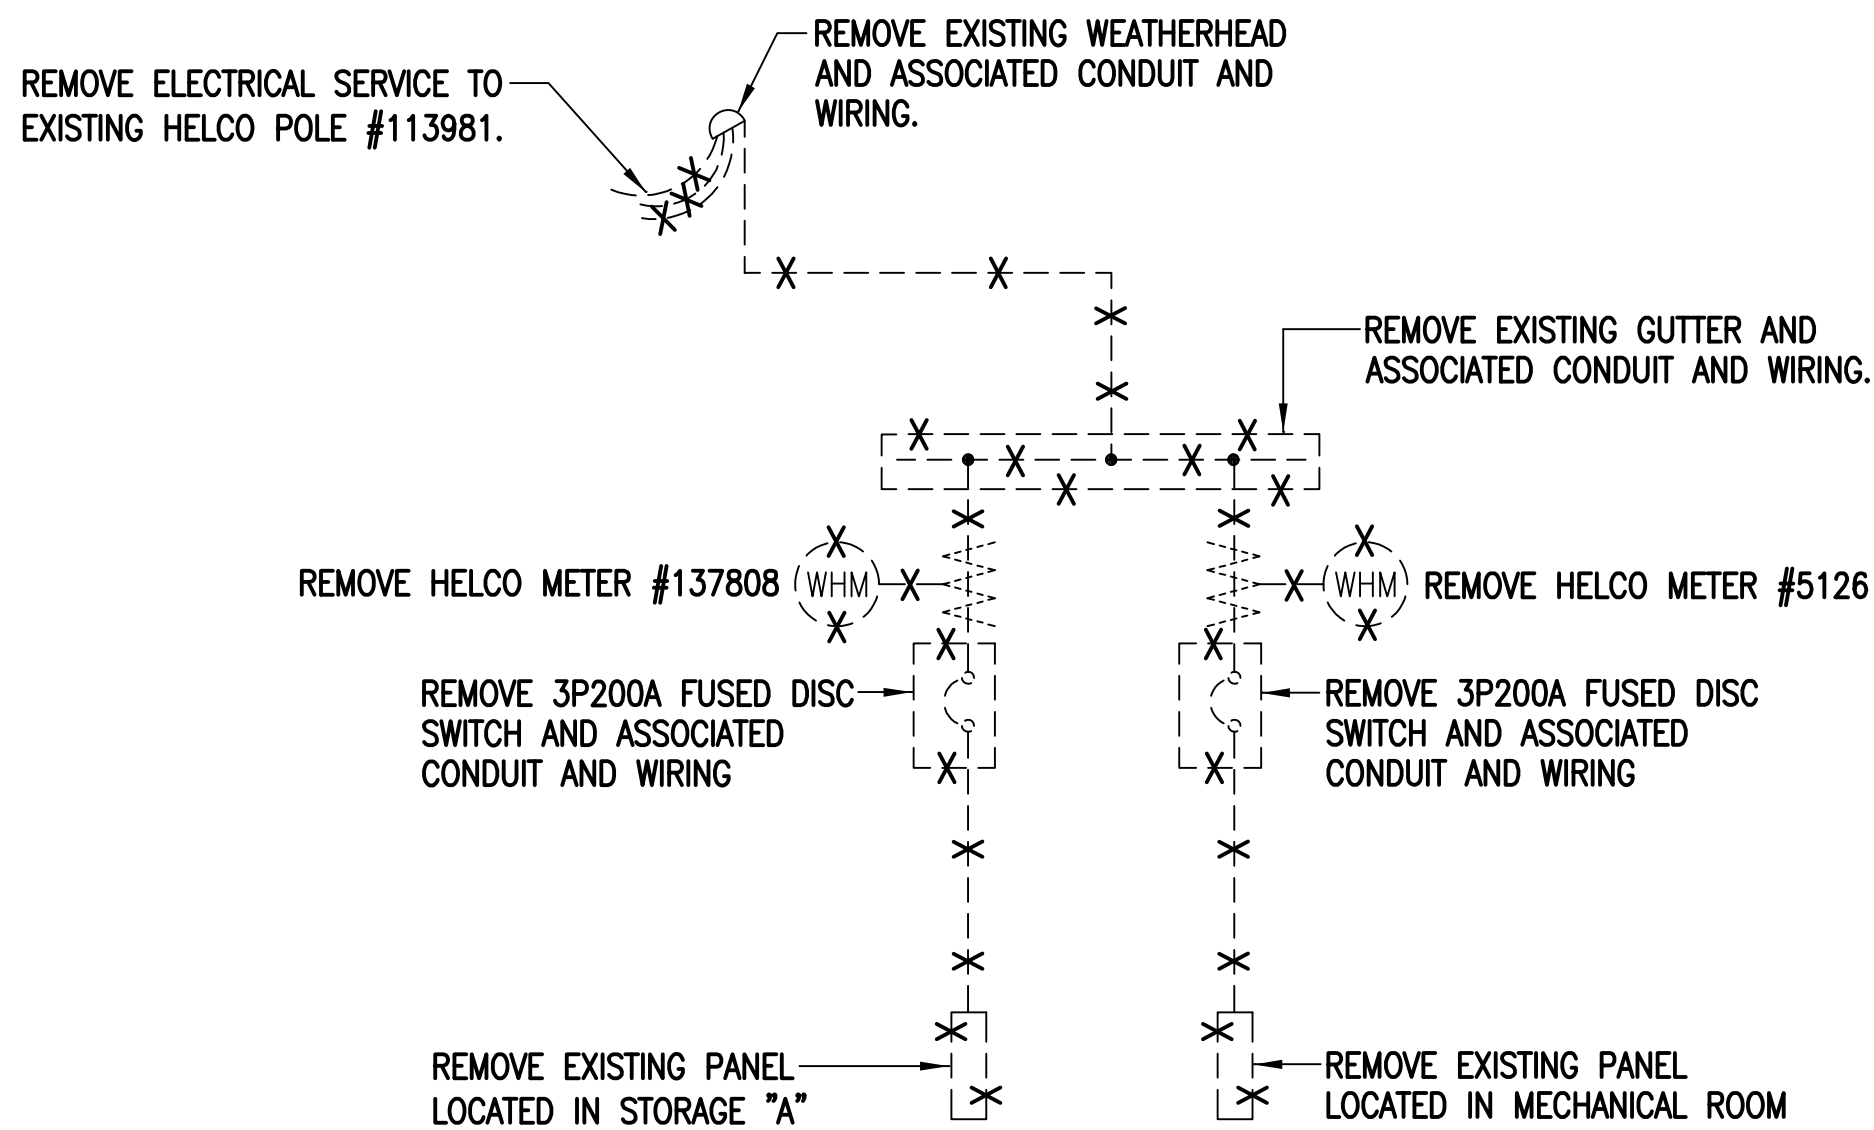 REMOVE EXISTING WEATHERHEAD
AND ASSOCIATED CONDUIT AND
WIRING.
REMOVE ELECTRICAL SERVICE TO
EXISTING HELCO POLE #113981.
REMOVE EXISTING GUTTER AND
ASSOCIATED CONDUIT AND WIRING.
REMOVE HELCO METER #137808
WHM
WHM
REMOVE HELCO METER #5126
REMOVE 3P200A FUSED DISC
SWITCH AND ASSOCIATED
CONDUIT AND WIRING
REMOVE 3P200A FUSED DISC
SWITCH AND ASSOCIATED
CONDUIT AND WIRING
REMOVE EXISTING PANEL
LOCATED IN STORAGE "A"
REMOVE EXISTING PANEL
LOCATED IN MECHANICAL ROOM